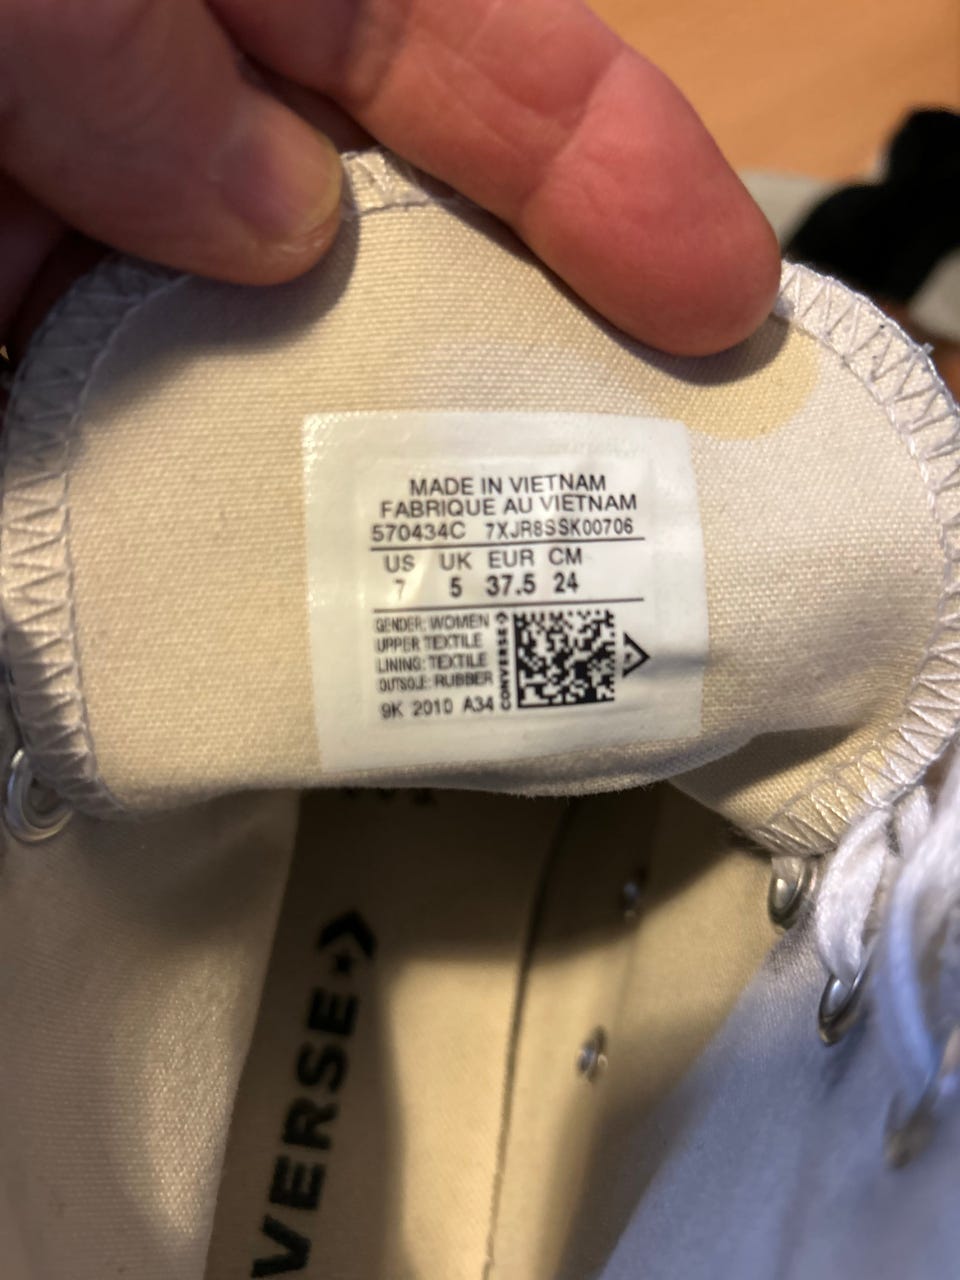 MADE IN VIETNAM
FABRIQUE AU VIETNAM
570434C 7XJR8SSK00706
US UK EUR CM
7 5 37.5 24
GENDER: WOMEN
UPPER TEXTILE
LINING: TEXTILE
OUTSOLE: RUBBER
CONVERSE
9K 2010 A34
VERSE